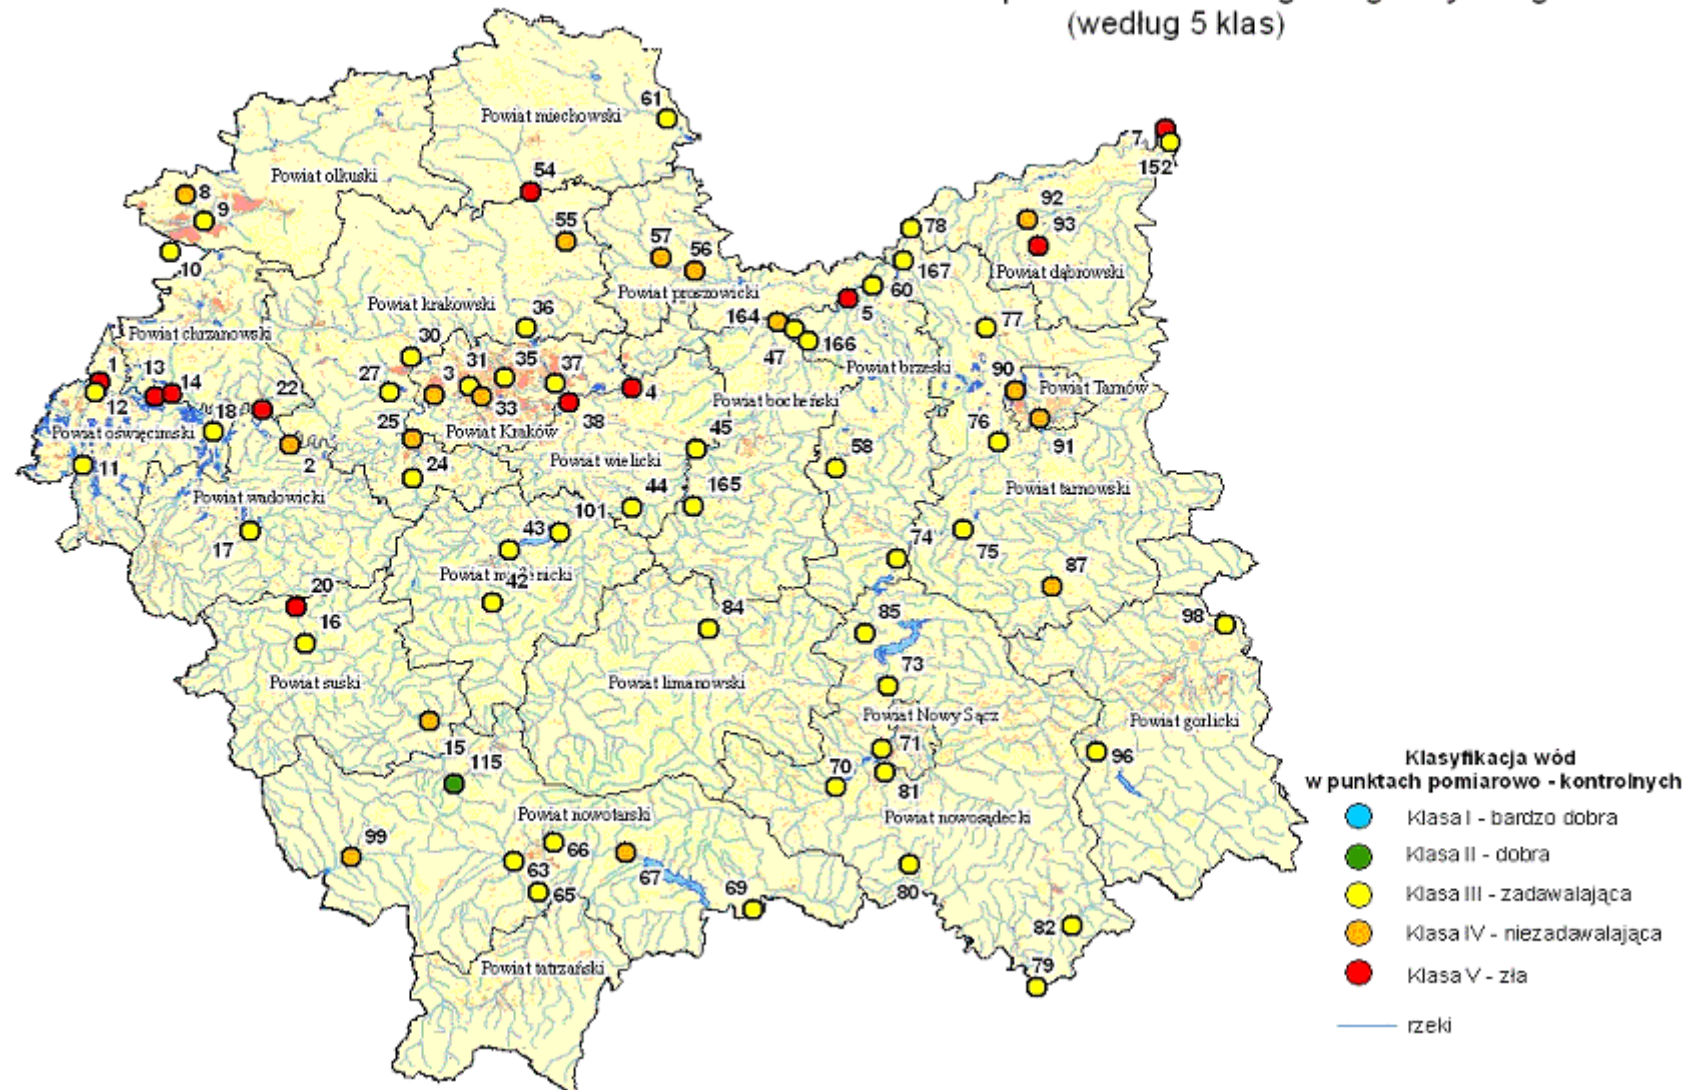 (według 5 klas)
61
Powiat miechowski
7
152
54
Powiat olkuski
8
9
92
93
55
78
57
56
10
167
Powiat dąbrowski
Powiat proszowicki
60
Powiat krakowski
5
36
164
77
Powiat chrzanowski
30
47
166
1
13
14
31
35
37
Powiat brzeski
27
3
4
90
Powiat Tarnów
12
22
33
38
Powiat bocheński
18
25
Powiat Kraków
76
91
Powiat oświęcimski
45
58
2
Powiat wielicki
11
24
Powiat wadowicki
44
165
Powiat tarnowski
101
43
17
74
75
42
87
20
84
98
16
85
73
Powiat suski
Powiat limanowski
Powiat Nowy Sącz
Powiat gorlicki
15
71
115
70
96
81
Powiat nowotarski
Powiat nowosądecki
99
66
63
67
65
69
80
82
79
Powiat tatrzański
Klasyfikacja wód
w punktach pomiarowo - kontrolnych
Klasa I - bardzo dobra
Klasa II - dobra
Klasa III - zadawalająca
Klasa IV - niezadawalająca
Klasa V - zła
rzeki